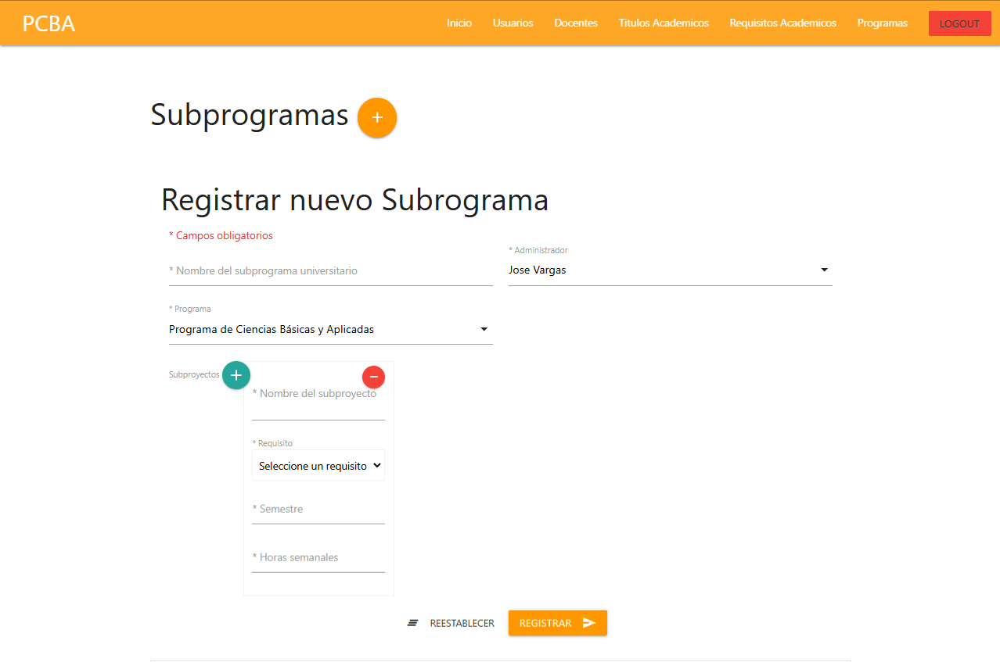 PCBA
Inicio Usuarios Docentes Titulos Academicos Requisitos Academicos Programas LOGOUT
Subprogramas +
Registrar nuevo Subrograma
* Campos obligatorios
* Nombre del subprograma universitario
* Administrador
Jose Vargas
* Programa
Programa de Ciencias Básicas y Aplicadas
Subproyectos +
* Nombre del subproyecto
* Requisito
Seleccione un requisito
* Semestre
* Horas semanales
REESTABLECER REGISTRAR